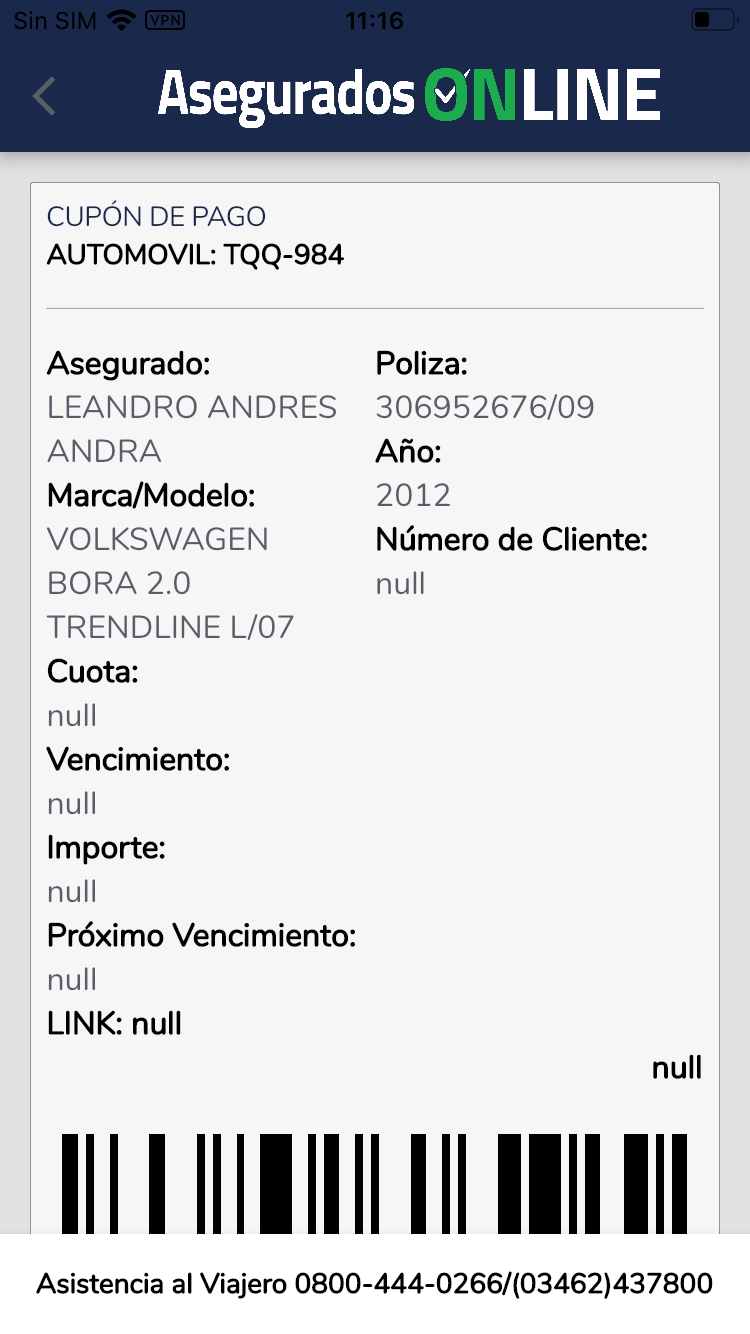 Sin SIM VPN 11:16
Asegurados ONLINE
CUPÓN DE PAGO
AUTOMOVIL: TQQ-984
Asegurado:
LEANDRO ANDRES
ANDRA
Marca/Modelo:
VOLKSWAGEN
BORA 2.0
TRENDLINE L/07
Poliza:
306952676/09
Año:
2012
Número de Cliente:
null
Cuota:
null
Vencimiento:
null
Importe:
null
Próximo Vencimiento:
null
LINK: null
null
Asistencia al Viajero 0800-444-0266/(03462)437800